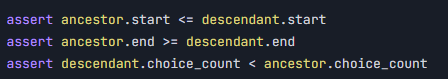 assert ancestor.start <= descendant.start
assert ancestor.end >= descendant.end
assert descendant.choice_count < ancestor.choice_count